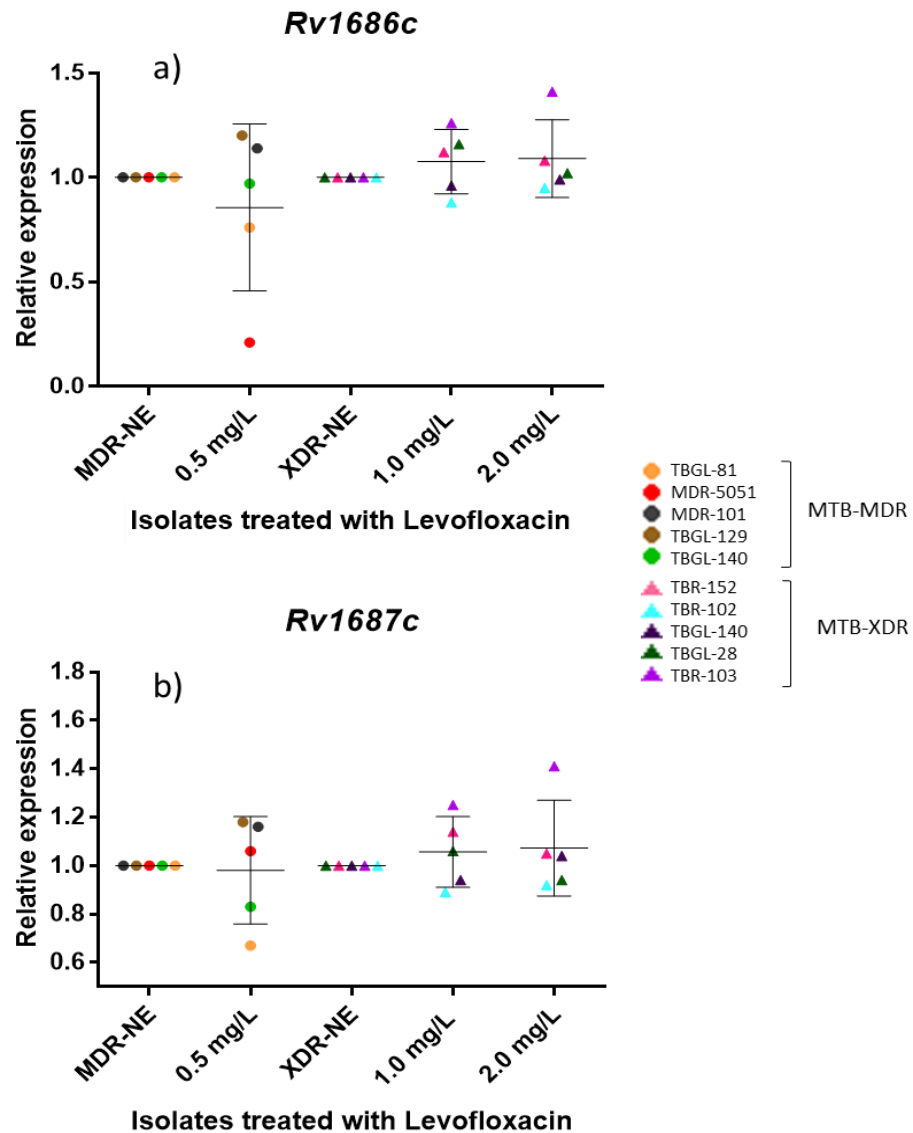 Rv1686c
a)
1.5
1.0
0.5
0.0
Relative expression
MDR-NE
0.5 mg/L
XDR-NE
1.0 mg/L
2.0 mg/L
Isolates treated with Levofloxacin
TBGL-81
MDR-5051
MDR-101
TBGL-129
TBGL-140
MTB-MDR
TBR-152
TBR-102
TBGL-140
TBGL-28
TBR-103
MTB-XDR
Rv1687c
b)
1.8
1.6
1.4
1.2
1.0
0.8
0.6
Relative expression
MDR-NE
0.5 mg/L
XDR-NE
1.0 mg/L
2.0 mg/L
Isolates treated with Levofloxacin